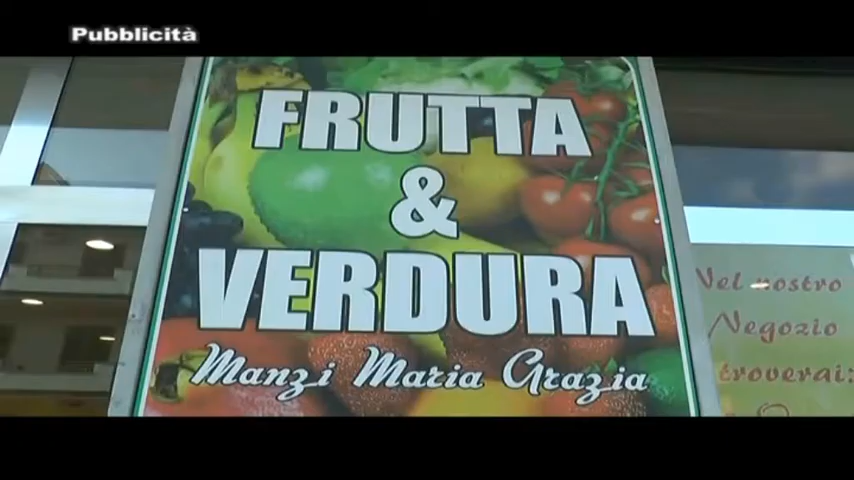 Pubblicità
FRUTTA
&
VERDURA
Manzi Maria Grazia
Nel nostro
Negozio
troverai: